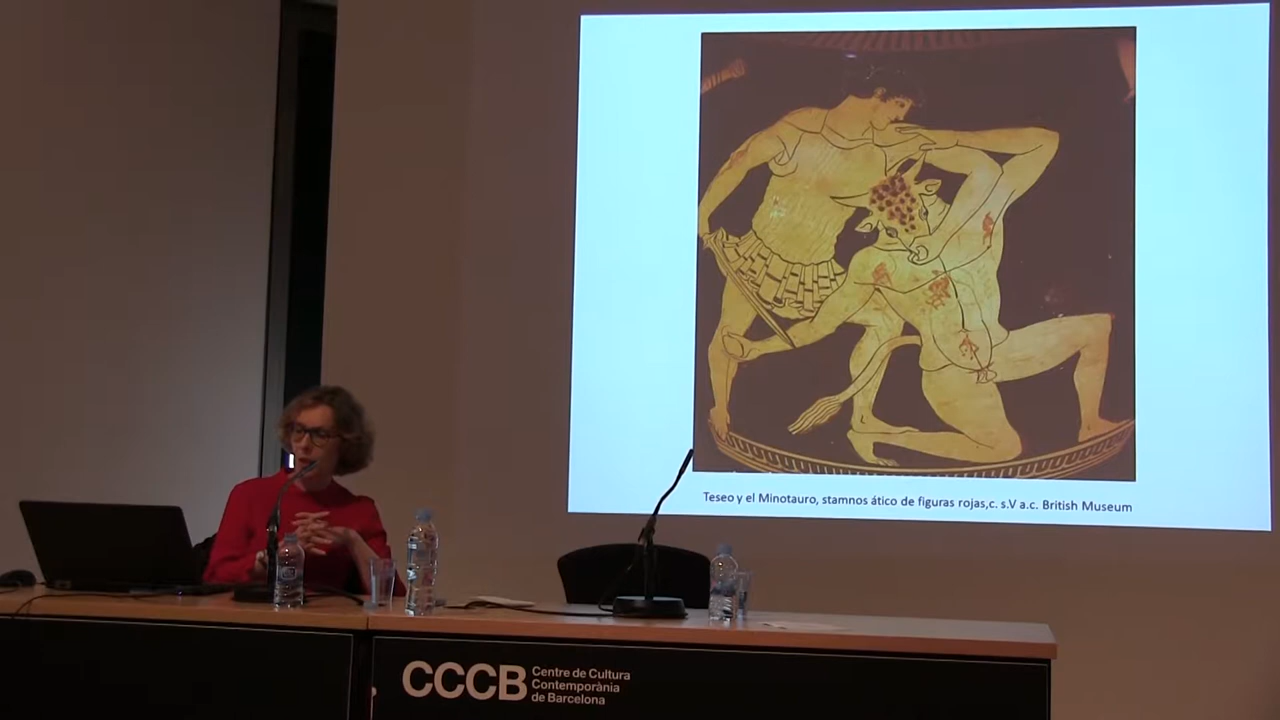 Teseo y el Minotauro, stamnos ático de figuras rojas,c. s.V a.c. British Museum
CCCB
Centre de Cultura
Contemporània
de Barcelona